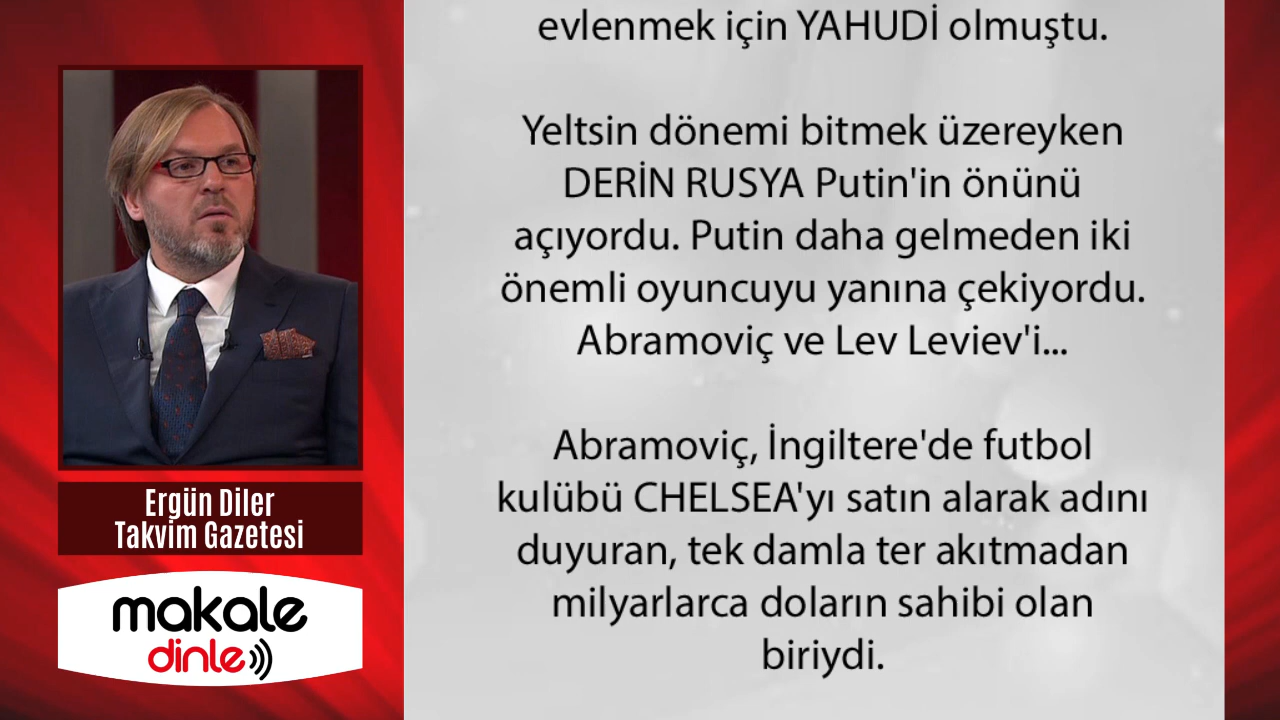 evlenmek için YAHUDİ olmuştu.
Yeltsin dönemi bitmek üzereyken
DERİN RUSYA Putin'in önünü
açıyordu. Putin daha gelmeden iki
önemli oyuncuyu yanına çekiyordu.
Abramoviç ve Lev Leviev'i...
Abramoviç, İngiltere'de futbol
kulübü CHELSEA'yı satın alarak adını
duyuran, tek damla ter akıtmadan
milyarlarca doların sahibi olan
biriydi.
Ergün Diler
Takvim Gazetesi
makale
dinle